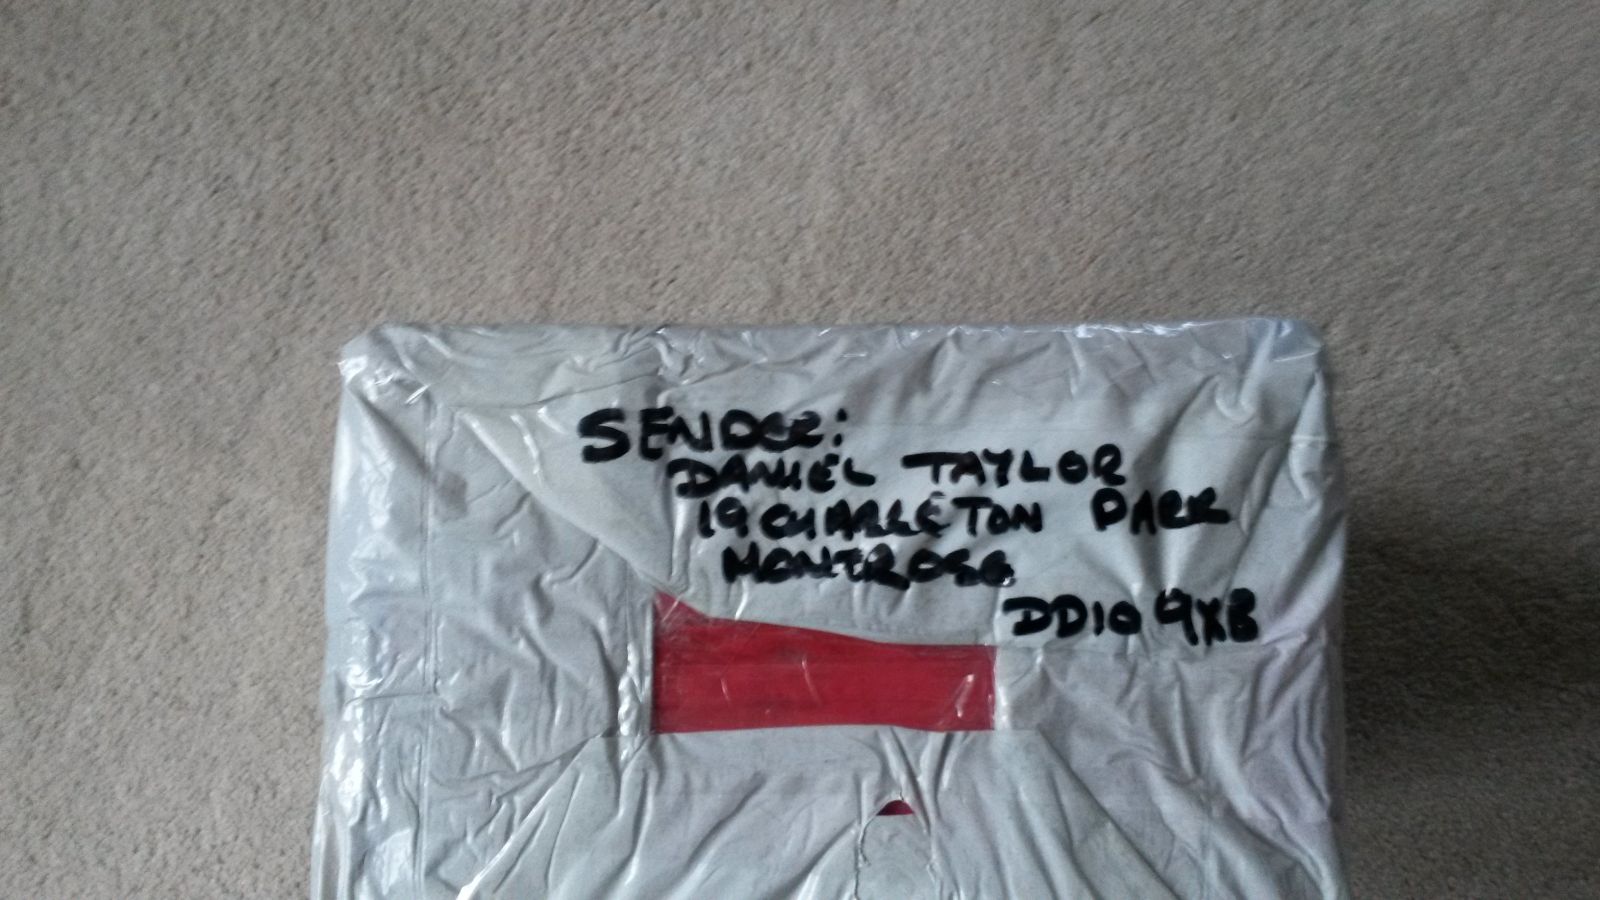 SENDER:
DANIEL TAYLOR
19 CHARLETON PARK
MONTROSE
DD10 9XB